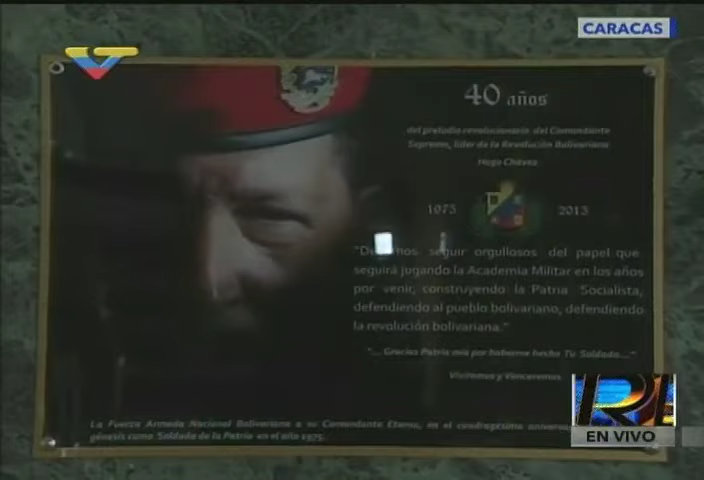 VTV
CARACAS
40 años
del preludio revolucionario del Comandante
Supremo, líder de la Revolución Bolivariana
Hugo Chávez
1975 2015
seguir orgullosos del papel que
seguirá jugando la Academia Militar en los años
por venir, construyendo la Patria Socialista,
defendiendo al pueblo bolivariano, defendiendo
la revolución bolivariana."
"... Gracias Patria mía por haberme hecho Tu Soldado..."
Viviremos y Venceremos
La Fuerza Armada Nacional Bolivariana a su Comandante Eterno, en el cuadragésimo
génesis como Soldado de la Patria en el año 1975.
EN VIVO